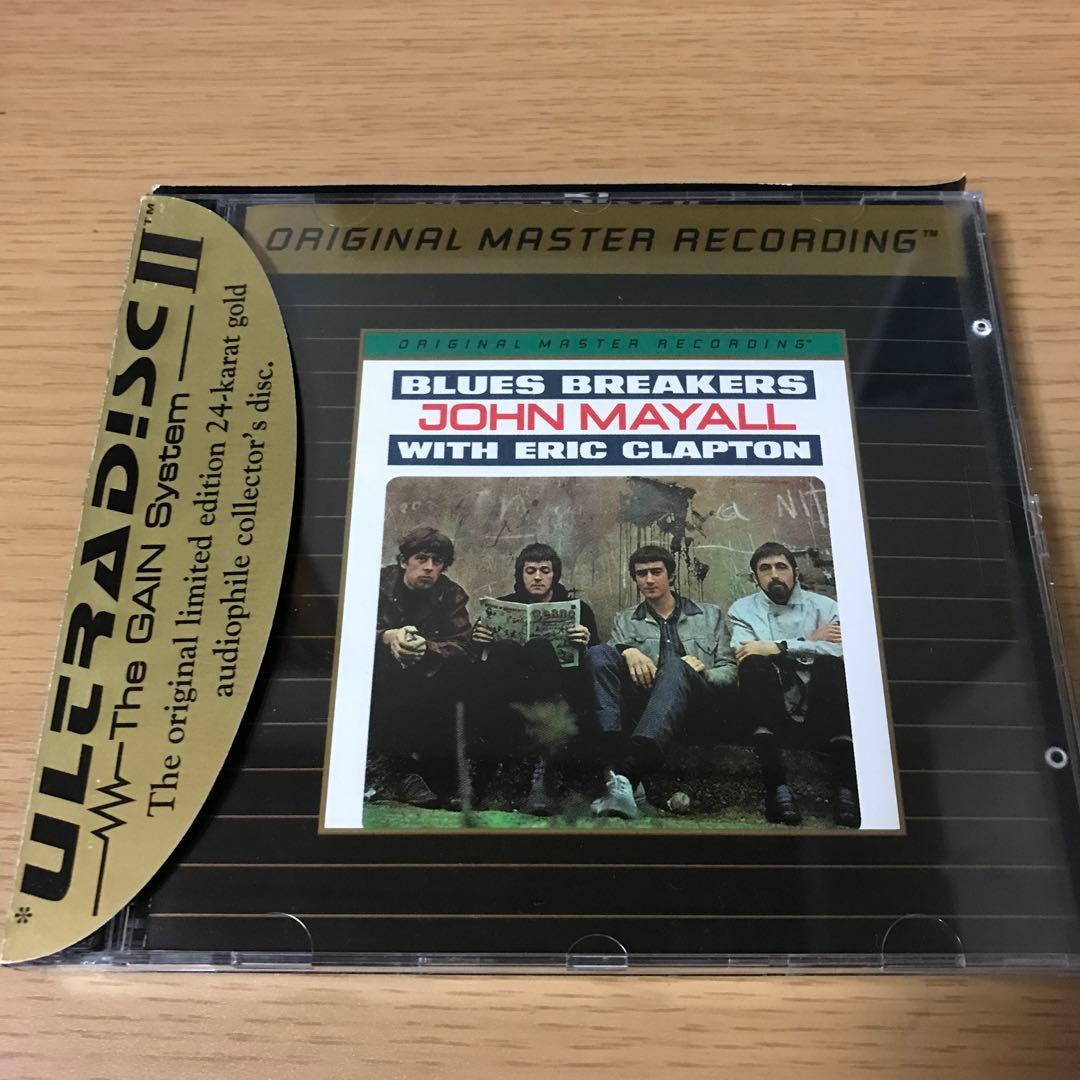 ORIGINAL MASTER RECORDING™
*ULTRADISC II™
The GAIN System
The original limited edition 24-karat gold
audiophile collector's disc.
ORIGINAL MASTER RECORDING™
BLUES BREAKERS
JOHN MAYALL
WITH ERIC CLAPTON
BEANO